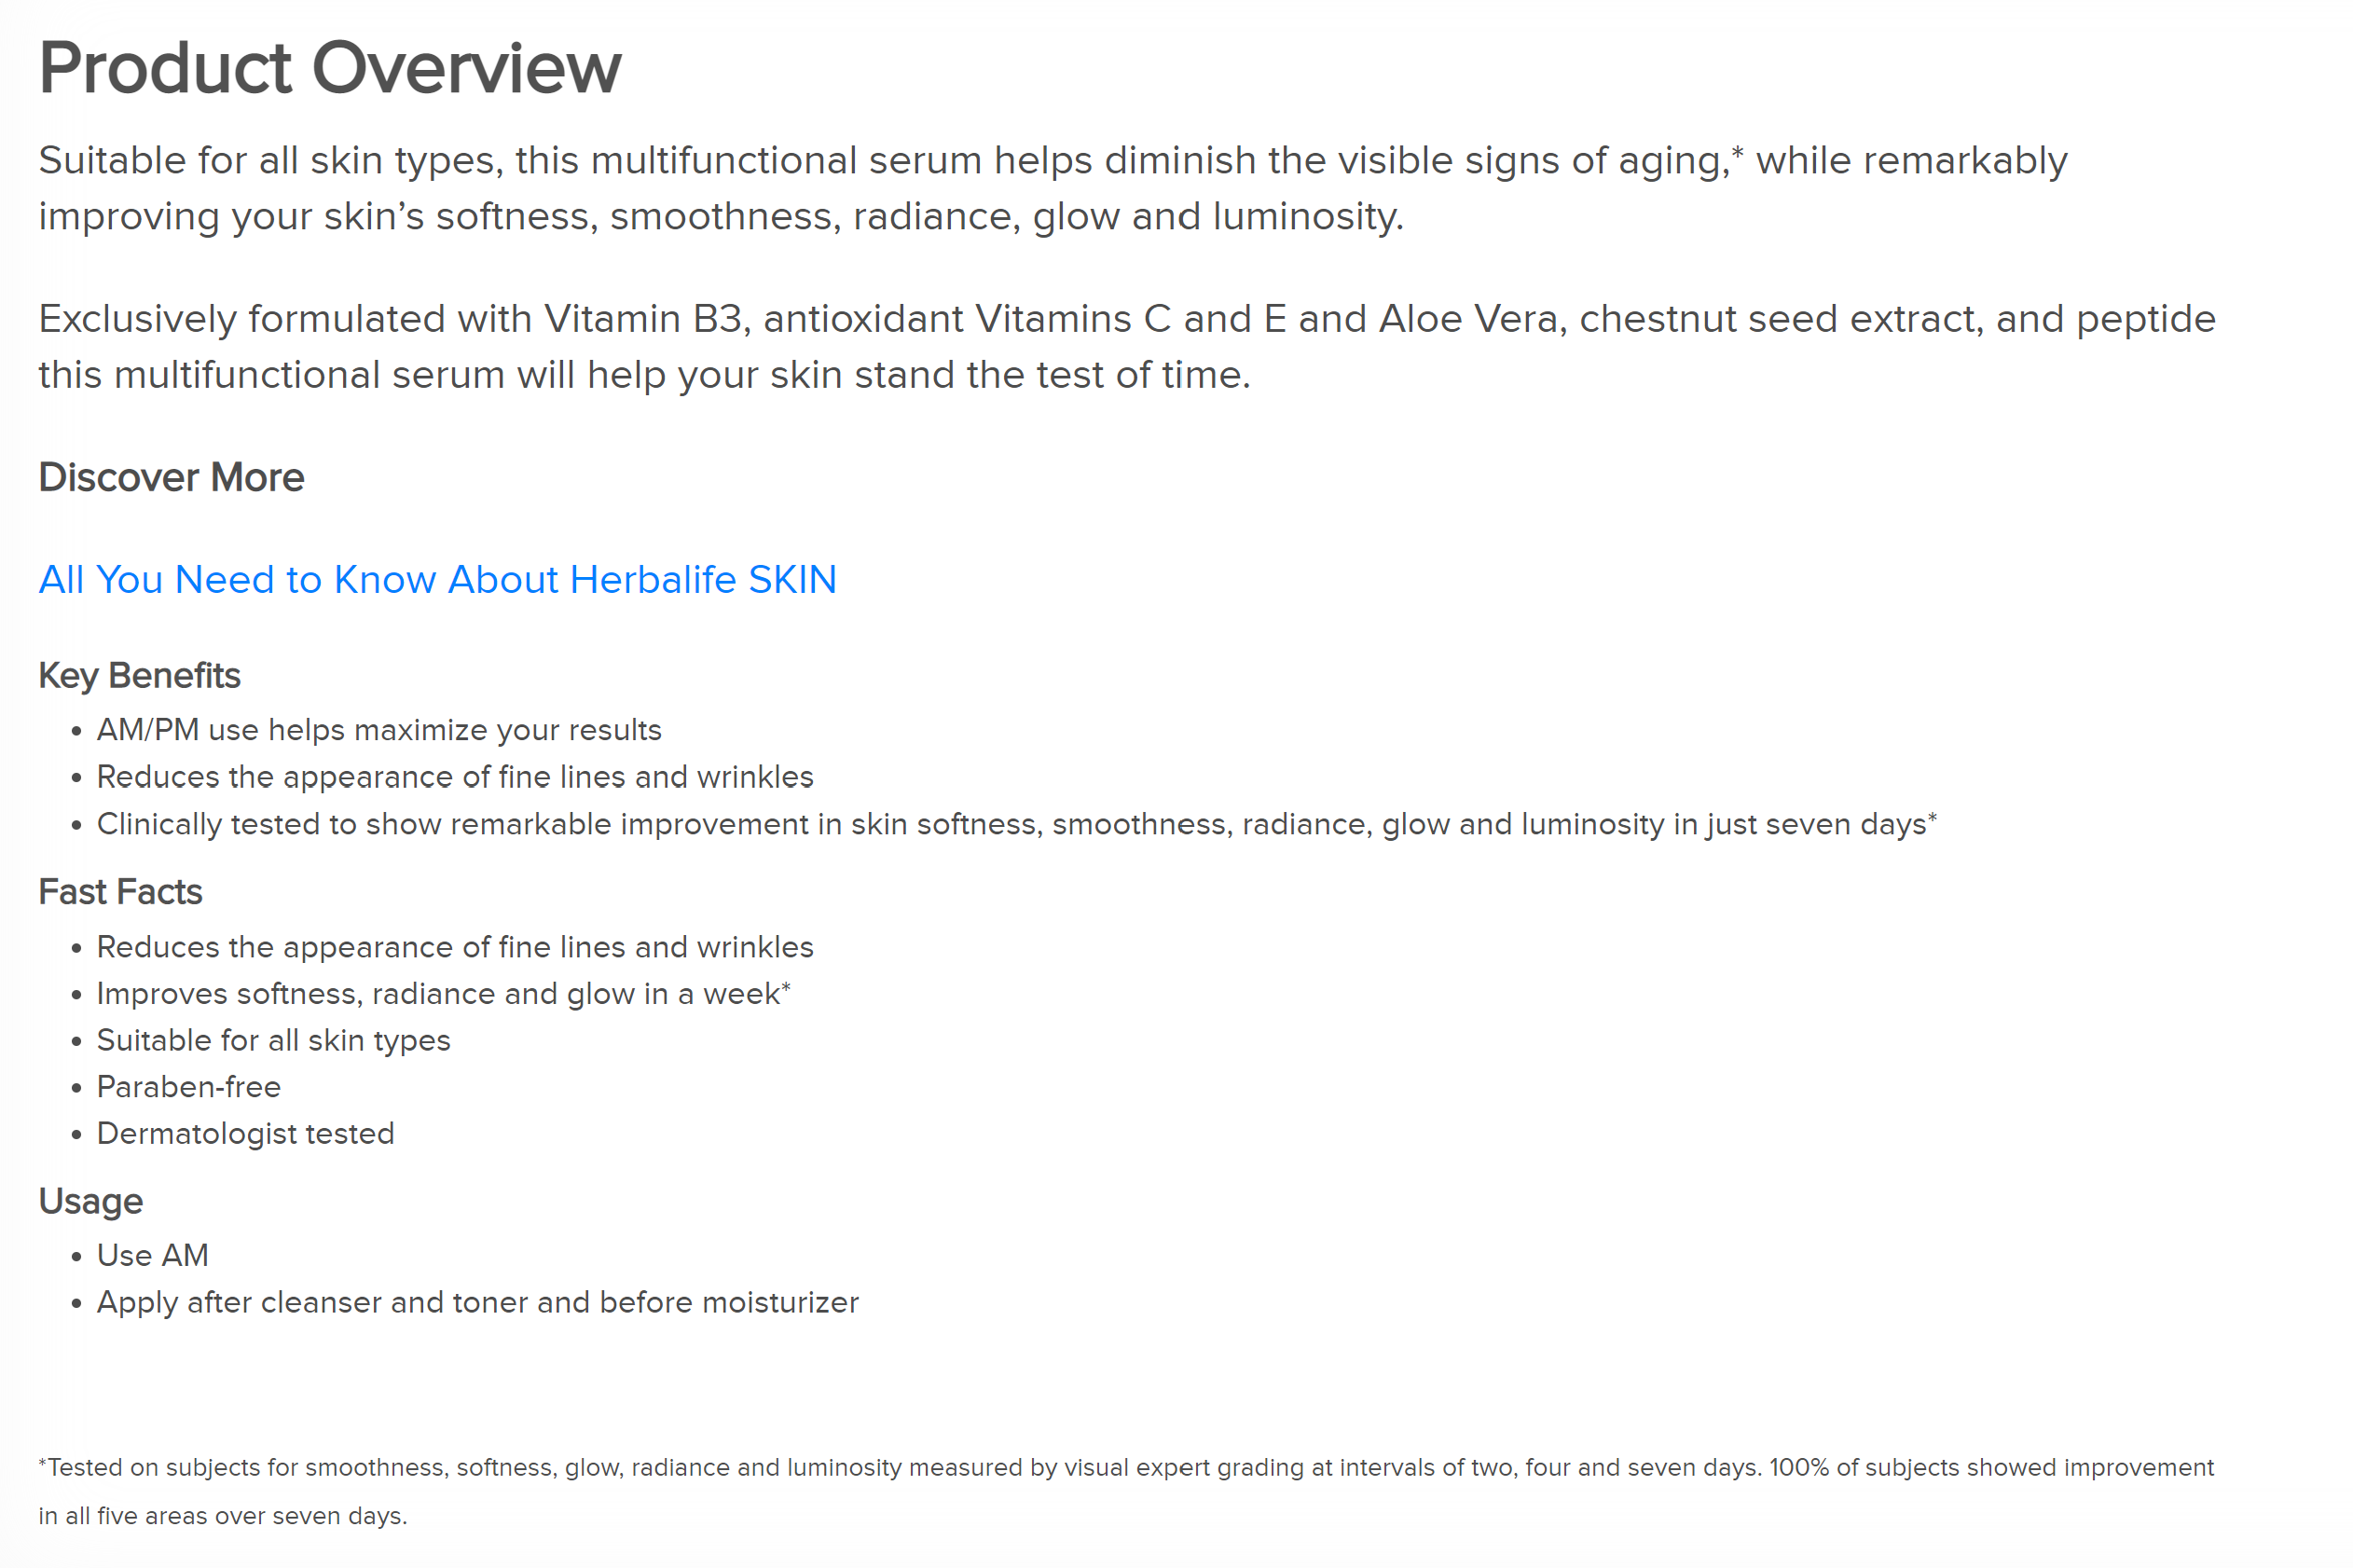 Product Overview
Suitable for all skin types, this multifunctional serum helps diminish the visible signs of aging,* while remarkably
improving your skin’s softness, smoothness, radiance, glow and luminosity.
Exclusively formulated with Vitamin B3, antioxidant Vitamins C and E and Aloe Vera, chestnut seed extract, and peptide
this multifunctional serum will help your skin stand the test of time.
Discover More
All You Need to Know About Herbalife SKIN
Key Benefits
• AM/PM use helps maximize your results
• Reduces the appearance of fine lines and wrinkles
• Clinically tested to show remarkable improvement in skin softness, smoothness, radiance, glow and luminosity in just seven days*
Fast Facts
• Reduces the appearance of fine lines and wrinkles
• Improves softness, radiance and glow in a week*
• Suitable for all skin types
• Paraben-free
• Dermatologist tested
Usage
• Use AM
• Apply after cleanser and toner and before moisturizer
*Tested on subjects for smoothness, softness, glow, radiance and luminosity measured by visual expert grading at intervals of two, four and seven days. 100% of subjects showed improvement
in all five areas over seven days.